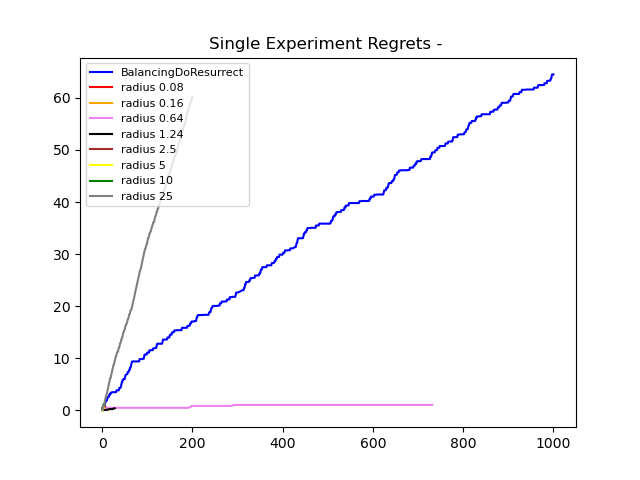 Single Experiment Regrets -
BalancingDoResurrect
radius 0.08
radius 0.16
radius 0.64
radius 1.24
radius 2.5
radius 5
radius 10
radius 25
60
50
40
30
20
10
0
0 200 400 600 800 1000